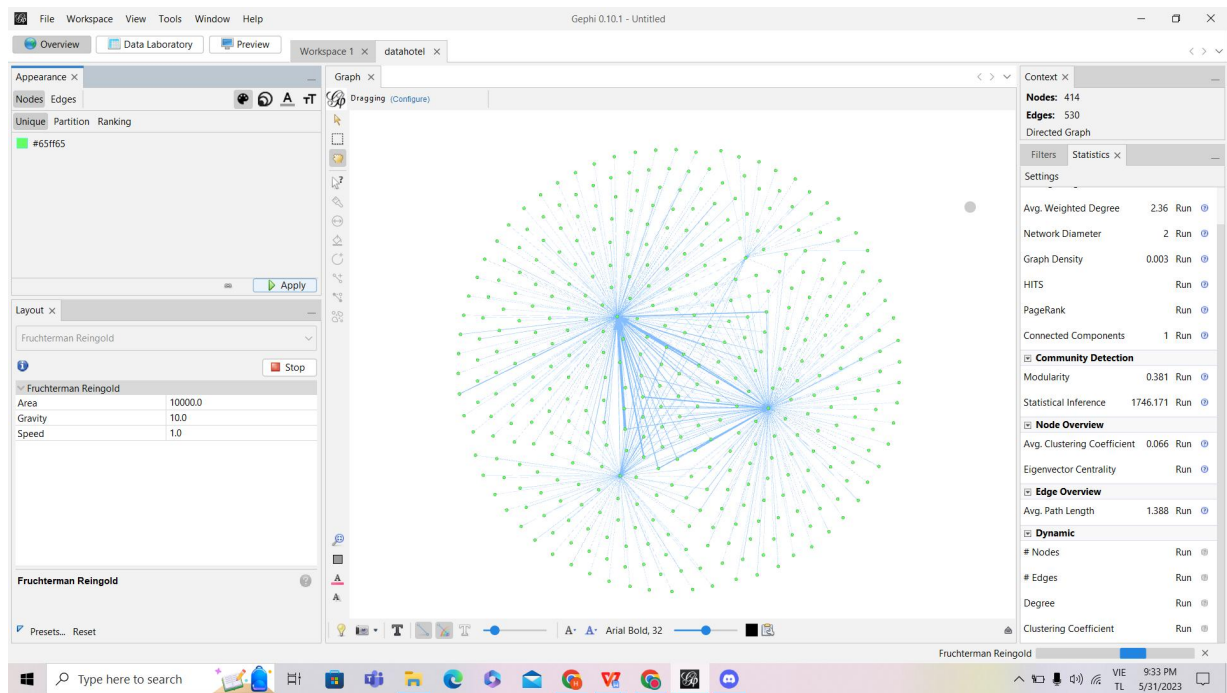 File Workspace View Tools Window Help
Gephi 0.10.1 - Untitled
Overview Data Laboratory Preview
Workspace 1 datahotel
Appearance
Nodes Edges
Unique Partition Ranking
#65ff65
Apply
Layout
Fruchterman Reingold
Stop
Fruchterman Reingold
Area 10000.0
Gravity 10.0
Speed 1.0
Fruchterman Reingold
Presets... Reset
Graph
Dragging (Configure)
A- A- Arial Bold, 32
Context
Nodes: 414
Edges: 530
Directed Graph
Filters Statistics
Settings
Avg. Weighted Degree 2.36 Run
Network Diameter 2 Run
Graph Density 0.003 Run
HITS Run
PageRank Run
Connected Components 1 Run
Community Detection
Modularity 0.381 Run
Statistical Inference 1746.171 Run
Node Overview
Avg. Clustering Coefficient 0.066 Run
Eigenvector Centrality Run
Edge Overview
Avg. Path Length 1.388 Run
Dynamic
# Nodes Run
# Edges Run
Degree Run
Clustering Coefficient Run
Fruchterman Reingold
Type here to search
VIE
TL
9:33 PM
5/31/2023